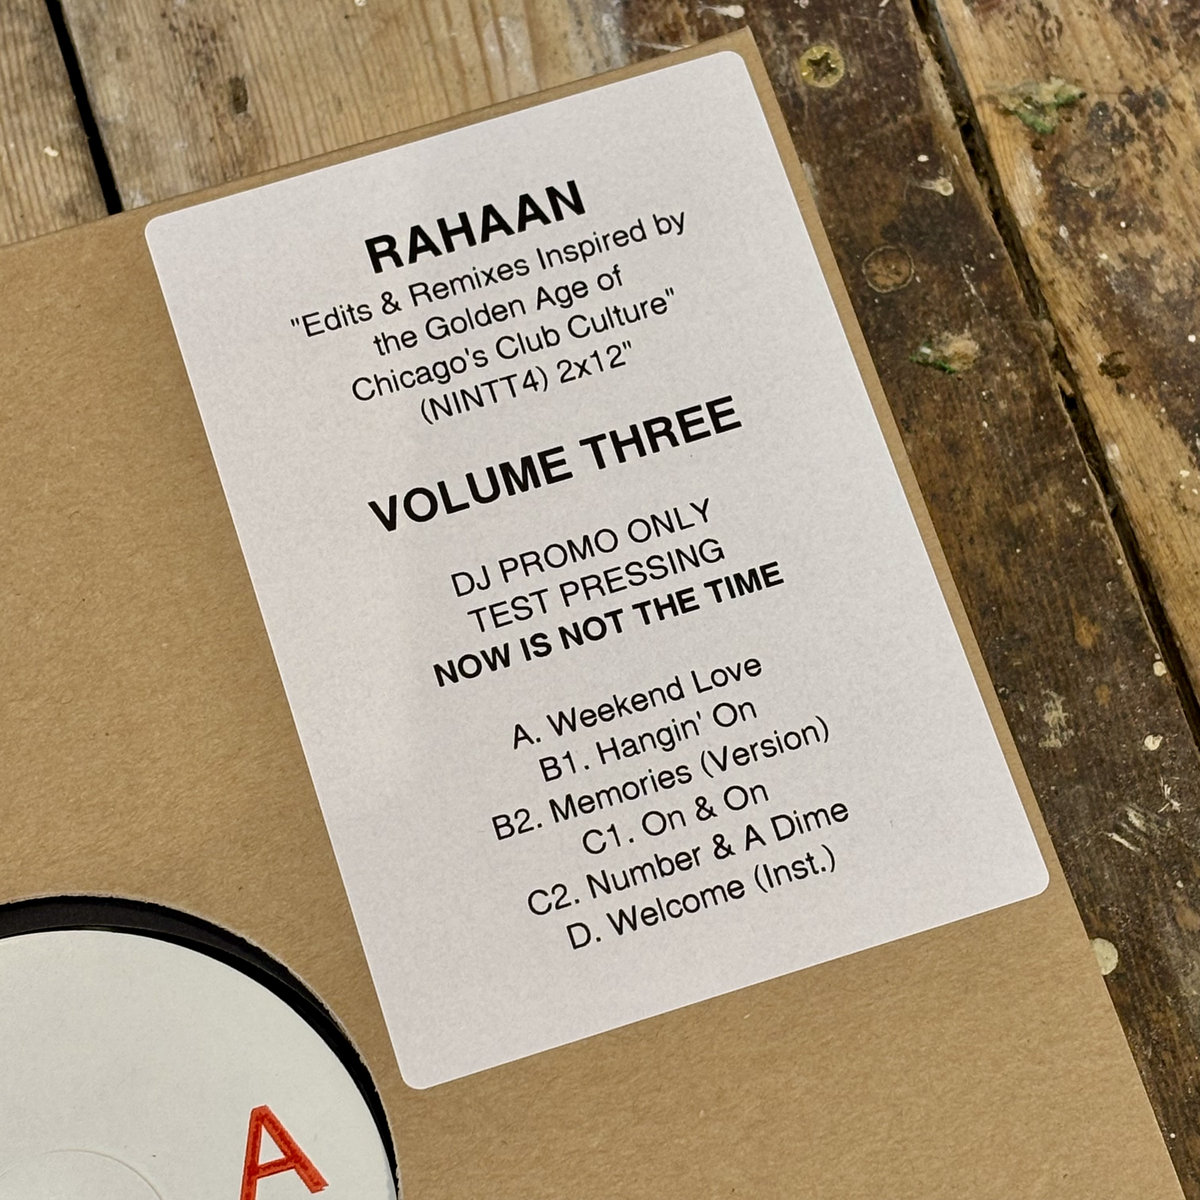 RAHAAN
"Edits & Remixes Inspired by
the Golden Age of
Chicago's Club Culture"
(NINTT4) 2x12"
VOLUME THREE
DJ PROMO ONLY
TEST PRESSING
NOW IS NOT THE TIME
A. Weekend Love
B1. Hangin' On
B2. Memories (Version)
C1. On & On
C2. Number & A Dime
D. Welcome (Inst.)
A